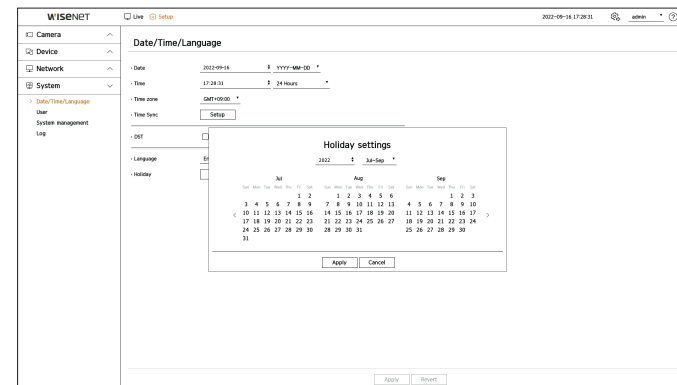 WISENET
Live Setup
2022-09-16 17:28:31
admin
Camera
Device
Network
System
Date/Time/Language
User
System management
Log
Date/Time/Language
Date 2022-09-16 YYYY-MM-DD
Time 17:28:31 24 Hours
Time zone GMT+09:00
Time Sync Setup
DST
Language
Holiday
Holiday settings
2022 Jul~Sep
Jul Aug Sep
Sun Mon Tue Wed Thu Fri Sat Sun Mon Tue Wed Thu Fri Sat Sun Mon Tue Wed Thu Fri Sat
1 2 1 2 3 4 5 6 1 2 3
3 4 5 6 7 8 9 7 8 9 10 11 12 13 4 5 6 7 8 9 10
10 11 12 13 14 15 16 14 15 16 17 18 19 20 11 12 13 14 15 16 17
17 18 19 20 21 22 23 21 22 23 24 25 26 27 18 19 20 21 22 23 24
24 25 26 27 28 29 30 28 29 30 31 25 26 27 28 29 30
31
Apply Cancel
Apply Revert